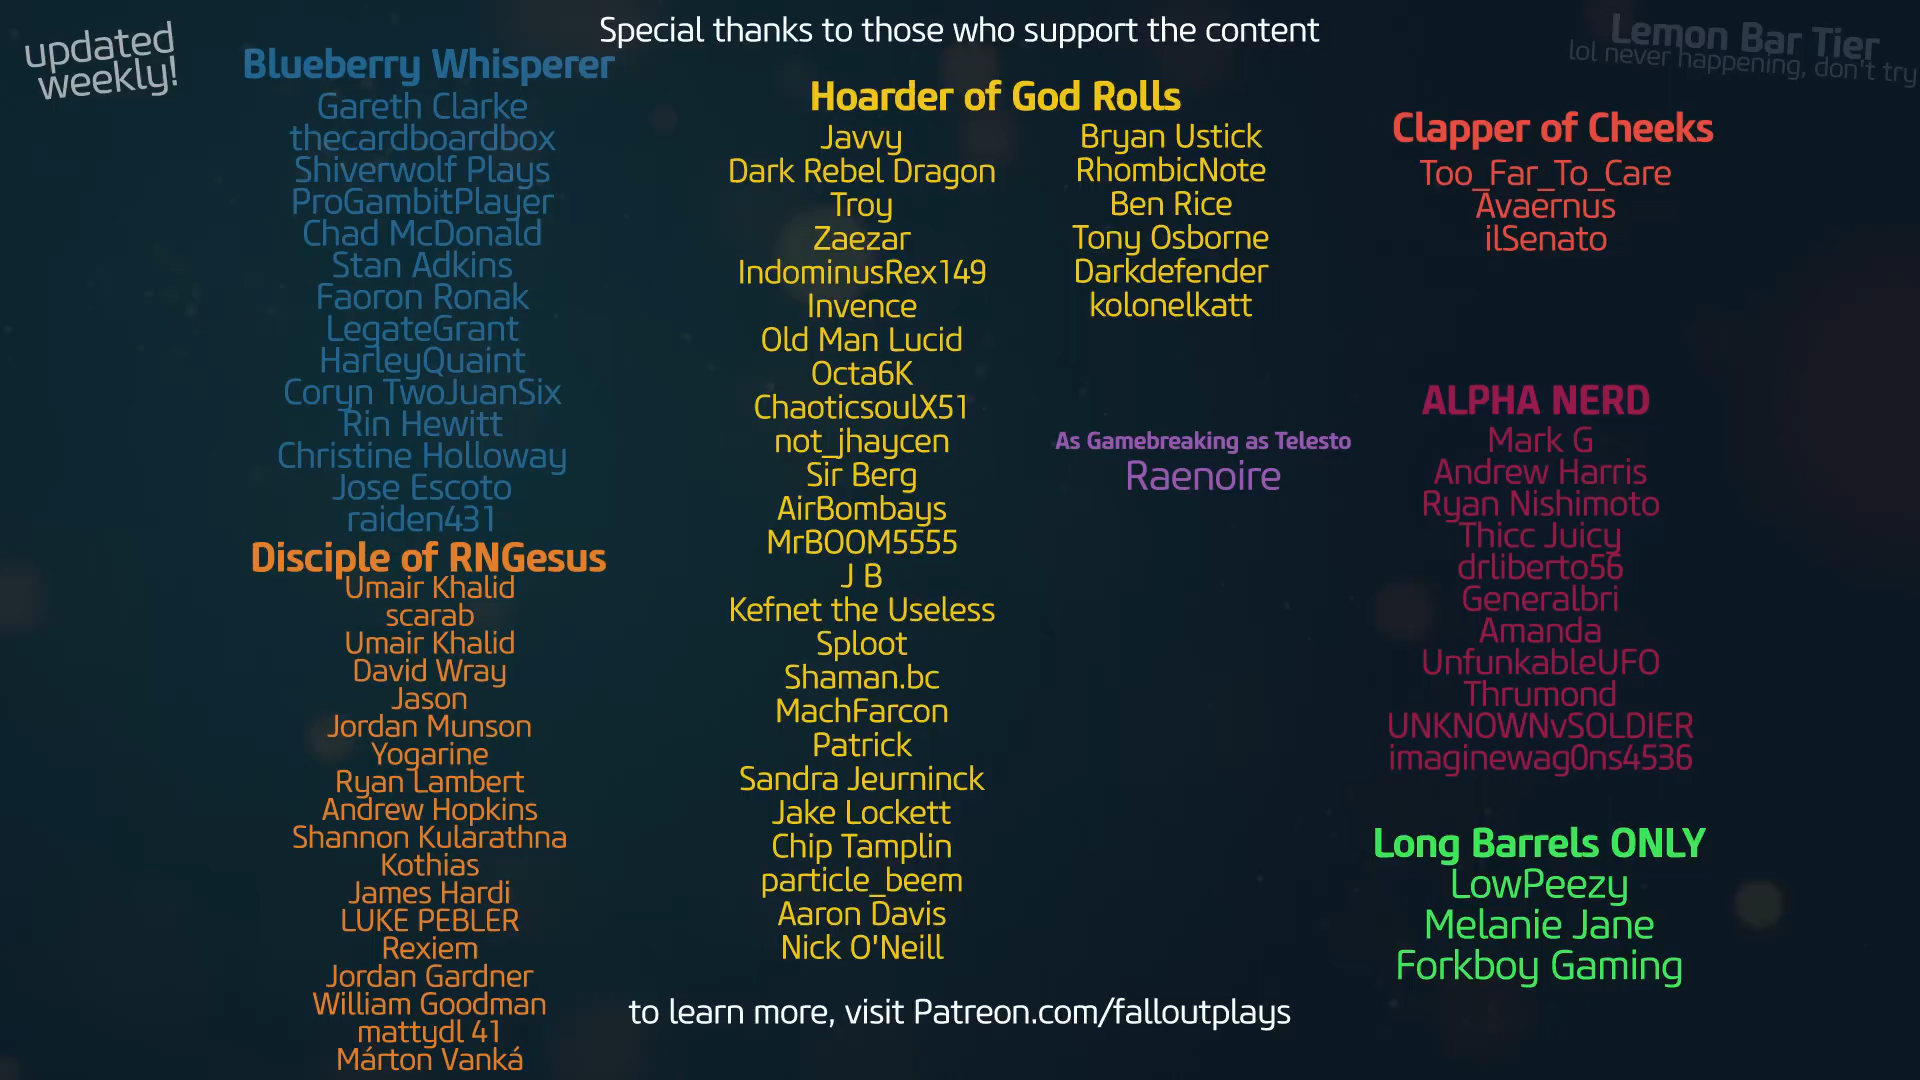 updated
weekly!
Special thanks to those who support the content
Lemon Bar Tier
lol never happening, don't try
Blueberry Whisperer
Gareth Clarke
thecardboardbox
Shiverwolf Plays
ProGambitPlayer
Chad McDonald
Stan Adkins
Faoron Ronak
LegateGrant
HarleyQuaint
Coryn TwoJuanSix
Rin Hewitt
Christine Holloway
Jose Escoto
raiden431
Disciple of RNGesus
Umair Khalid
scarab
Umair Khalid
David Wray
Jason
Jordan Munson
Yogarine
Ryan Lambert
Andrew Hopkins
Shannon Kularathna
Kothias
James Hardi
LUKE PEBLER
Rexiem
Jordan Gardner
William Goodman
mattydl 41
Márton Vanká
Hoarder of God Rolls
Javvy
Dark Rebel Dragon
Troy
Zaezar
IndominusRex149
Invence
Old Man Lucid
Octa6K
ChaoticsoulX51
not_jhaycen
Sir Berg
AirBombays
MrBOOM5555
J B
Kefnet the Useless
Sploot
Shaman.bc
MachFarcon
Patrick
Sandra Jeurninck
Jake Lockett
Chip Tamplin
particle_beem
Aaron Davis
Nick O'Neill
Bryan Ustick
RhombicNote
Ben Rice
Tony Osborne
Darkdefender
kolonelkatt
As Gamebreaking as Telesto
Raenoire
Clapper of Cheeks
Too_Far_To_Care
Avaernus
ilSenato
ALPHA NERD
Mark G
Andrew Harris
Ryan Nishimoto
Thicc Juicy
drliberto56
Generalbri
Amanda
UnfunkableUFO
Thrumond
UNKNOWNvSOLDIER
imaginewag0ns4536
Long Barrels ONLY
LowPeezy
Melanie Jane
Forkboy Gaming
to learn more, visit Patreon.com/falloutplays